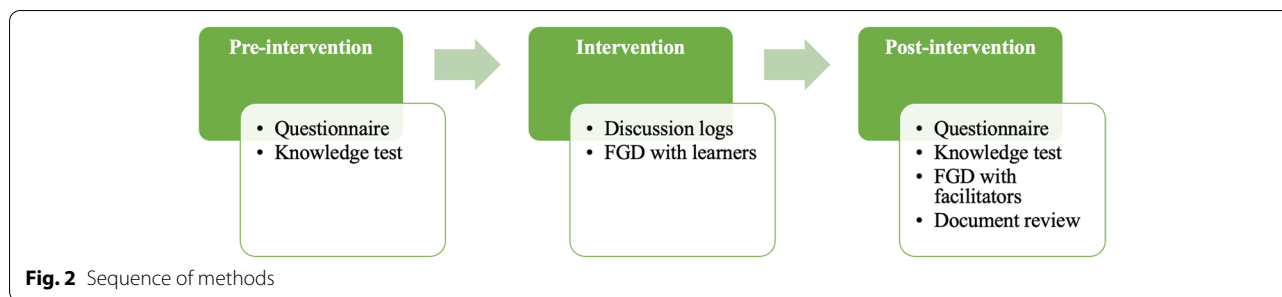 Pre-intervention
• Questionnaire
• Knowledge test
Intervention
• Discussion logs
• FGD with learners
Post-intervention
• Questionnaire
• Knowledge test
• FGD with
facilitators
• Document review
Fig. 2 Sequence of methods